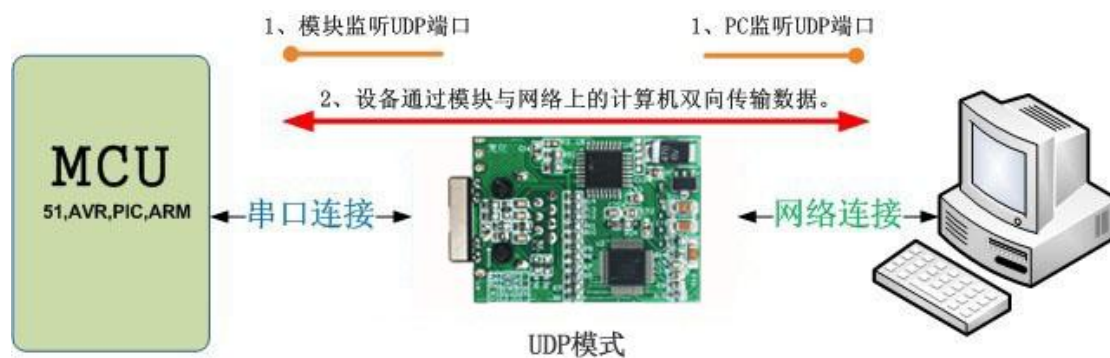 1、模块监听UDP端口
1、PC监听UDP端口
2、设备通过模块与网络上的计算机双向传输数据。
MCU
51,AVR,PIC,ARM
串口连接
网络连接
UDP模式